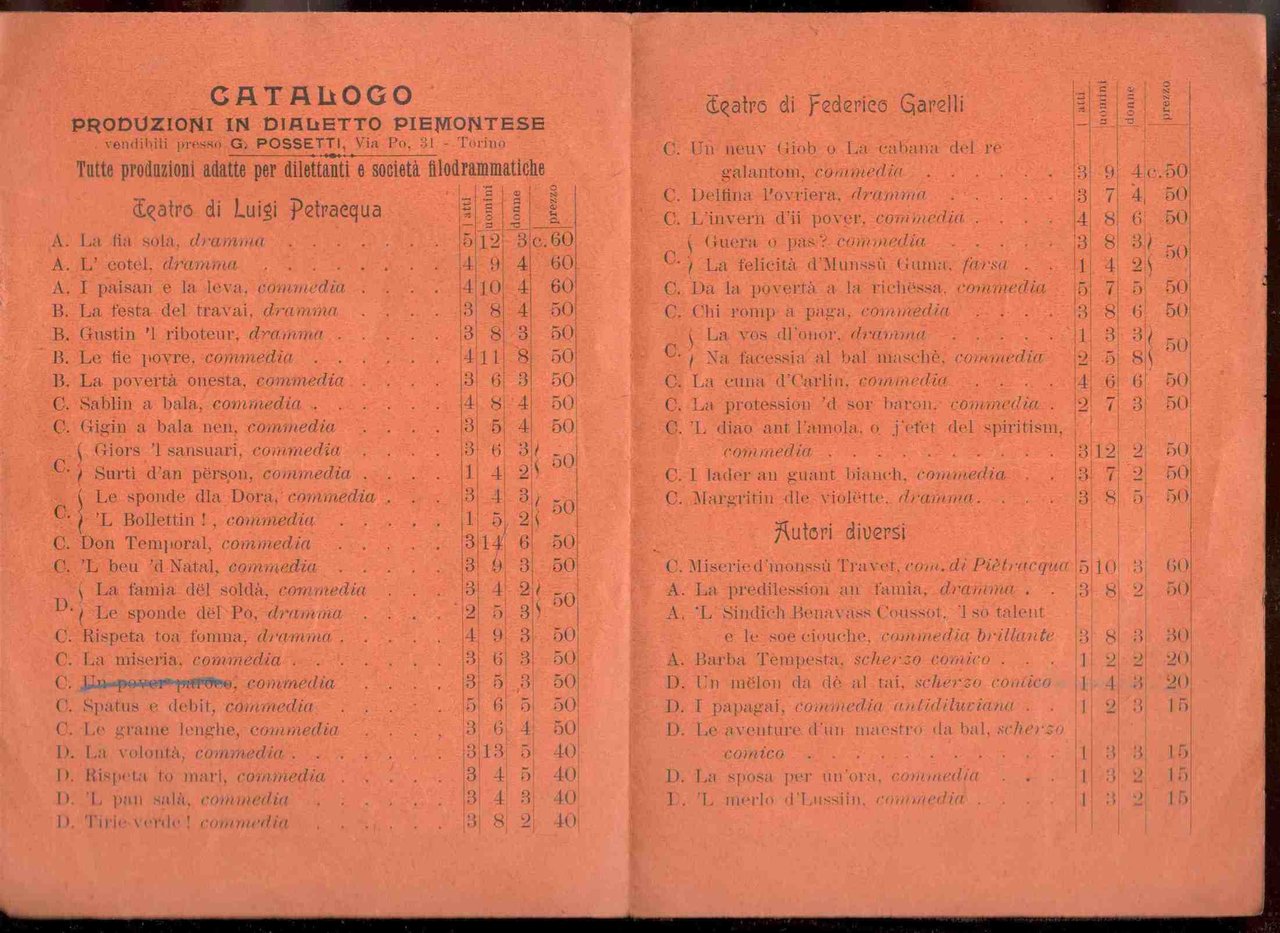 CATALOGO
PRODUZIONI IN DIALETTO PIEMONTESE
vendibili presso G. POSSETTI, Via Po, 31 - Torino
Tutte produzioni adatte per dilettanti e società filodrammatiche
Teatro di Luigi Petracqua
atti uomini donne prezzo
A. La fia sola, dramma . . . . . 5 12 3 c. 60
A. L' cotel, dramma . . . . . . . 4 9 4 60
A. I paisan e la leva, commedia . . . . 4 10 4 60
B. La festa del travai, dramma . . . . 3 8 4 50
B. Gustin 'l riboteur, dramma . . . . 3 8 3 50
B. Le fie povre, commedia . . . . . . 4 11 8 50
B. La povertà onesta, commedia . . . . 3 6 3 50
C. Sablin a bala, commedia . . . . . . 4 8 4 50
C. Gigin a bala nen, commedia . . . . 3 5 4 50
Giors 'l sansuari, commedia . . . . 3 6 3
C. 50
Surti d'an përson, commedia . . . . 1 4 2
Le sponde dla Dora, commedia . . . 3 4 3
C. 50
'L Bollettin ! , commedia . . . . . 1 5 2
C. Don Temporal, commedia . . . . . 3 14 6 50
C. 'L beu 'd Natal, commedia . . . . . 3 9 3 50
La famia dël soldà, commedia . . . 3 4 2
D. 50
Le sponde dël Po, dramma . . . . 2 5 3
C. Rispeta toa fomna, dramma . . . . . 4 9 3 50
C. La miseria, commedia . . . . . . . 3 6 3 50
C. Un pover paroco, commedia . . . . 3 5 3 50
C. Spatus e debit, commedia . . . . . 5 6 5 50
C. Le grame lenghe, commedia . . . . 3 6 4 50
D. La volontà, commedia . . . . . . 3 13 5 40
D. Rispeta to mari, commedia . . . . 3 4 5 40
D. 'L pan salà, commedia . . . . . . 3 4 3 40
D. Tirie verde ! commedia . . . . . . 3 8 2 40
Teatro di Federico Garelli
atti uomini donne prezzo
C. Un neuv Giob o La cabana del re
galantom, commedia . . . . . . 3 9 4 c. 50
C. Delfina l'ovriera, dramma . . . . . 3 7 4 50
C. L'invern d'ii pover, commedia . . . . 4 8 6 50
Guera o pas? commedia . . . . . 3 8 3
C. 50
La felicità d'Munssù Guma, farsa . . 1 4 2
C. Da la povertà a la richëssa, commedia 5 7 5 50
C. Chi romp a paga, commedia . . . . 3 8 6 50
La vos dl'onor, dramma . . . . . 1 3 3
C. 50
Na facessia al bal maschè, commedia 2 5 8
C. La cuna d'Carlin, commedia . . . . 4 6 6 50
C. La protession 'd sor baron, commedia . 2 7 3 50
C. 'L diao ant l'amola, o j'efet del spiritism,
commedia . . . . . . . . . . 3 12 2 50
C. I lader an guant bianch, commedia . . 3 7 2 50
C. Margritin dle violëtte, dramma . . . . 3 8 5 50
Autori diversi
C. Miserie d'monssù Travet, com. di Piètracqua 5 10 3 60
A. La predilession an famia, dramma . . 3 8 2 50
A. 'L Sindich Benavass Coussot, 'l so talent
e le soe ciouche, commedia brillante 3 8 3 30
A. Barba Tempesta, scherzo comico . . . 1 2 2 20
D. Un mëlon da dè al tai, scherzo comico 1 4 3 20
D. I papagai, commedia antidiluviana . . 1 2 3 15
D. Le aventure d'un maestro da bal, scherzo
comico . . . . . . . . . . . 1 3 3 15
D. La sposa per un'ora, commedia . . . 1 3 2 15
D. 'L merlo d'Lussiin, commedia . . . . 1 3 2 15